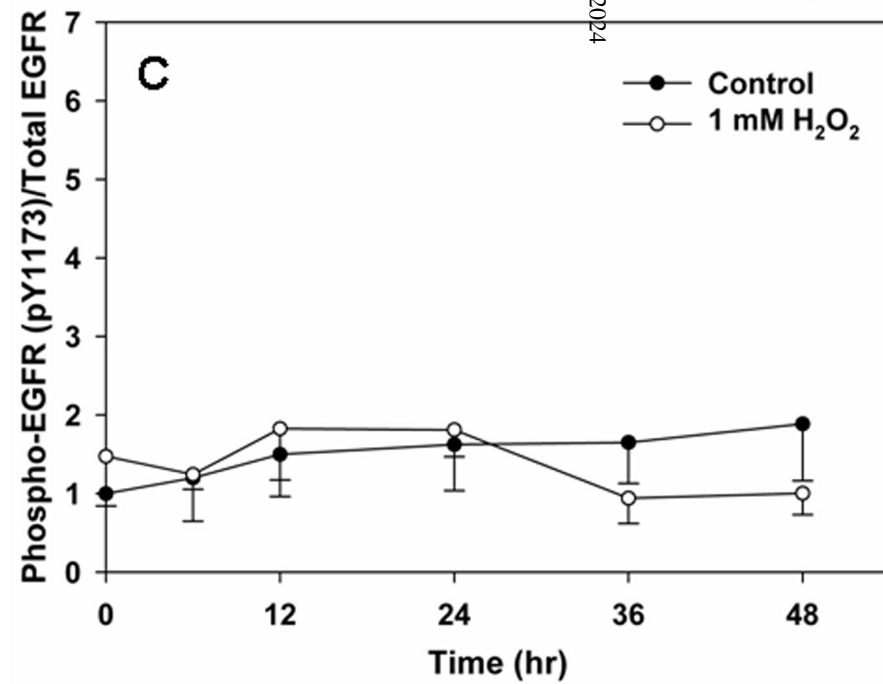 2024
C
Control
1 mM H₂O₂
Phospho-EGFR (pY1173)/Total EGFR
7
6
5
4
3
2
1
0
0 12 24 36 48
Time (hr)